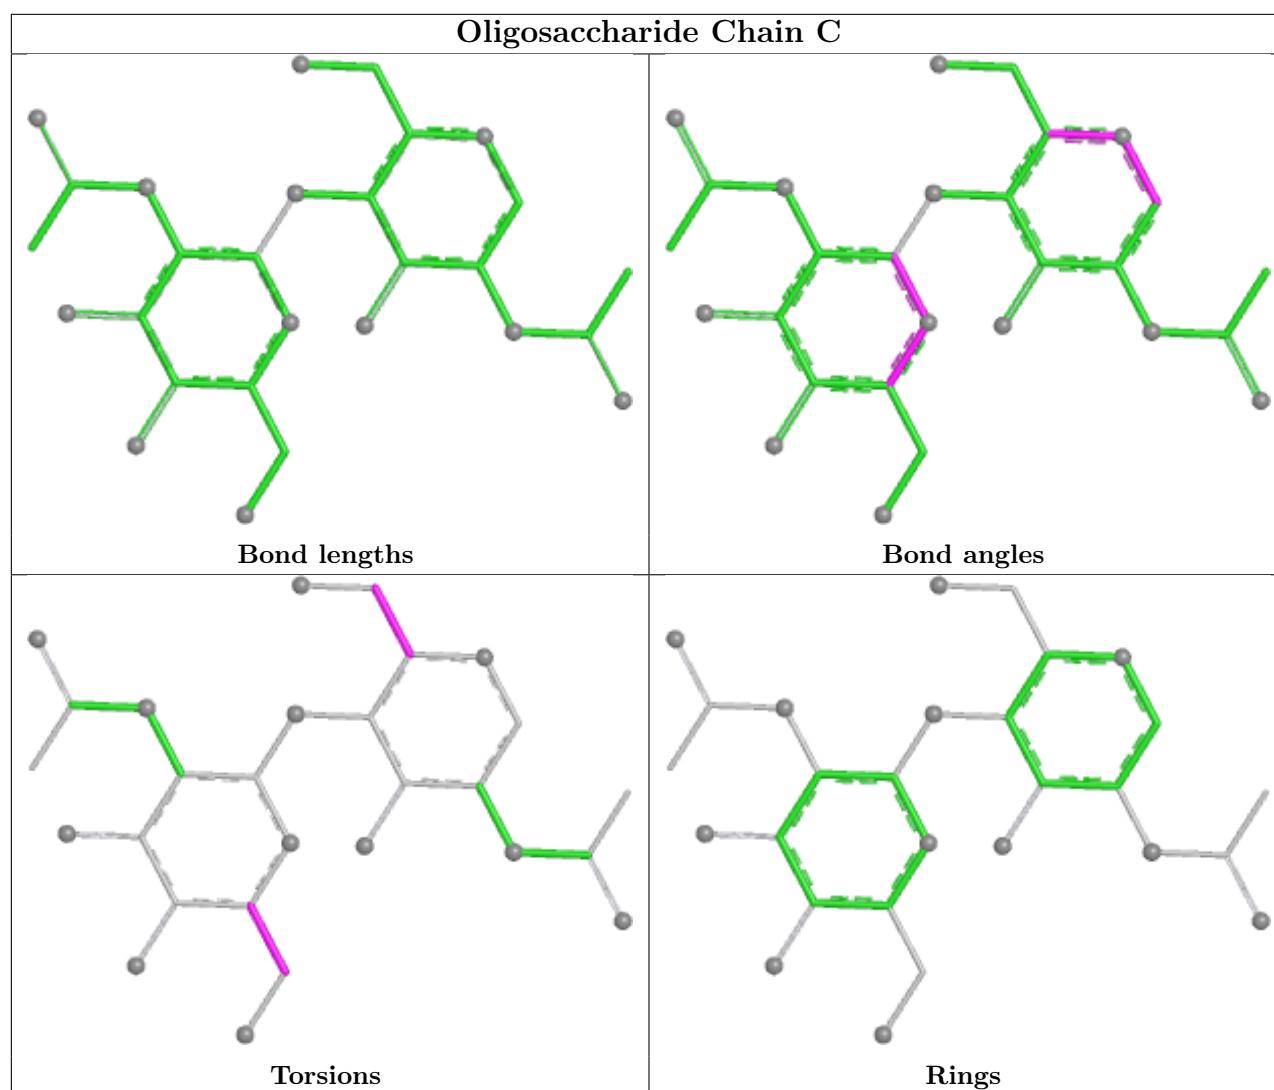 Oligosaccharide Chain C
Bond lengths
Bond angles
Torsions
Rings